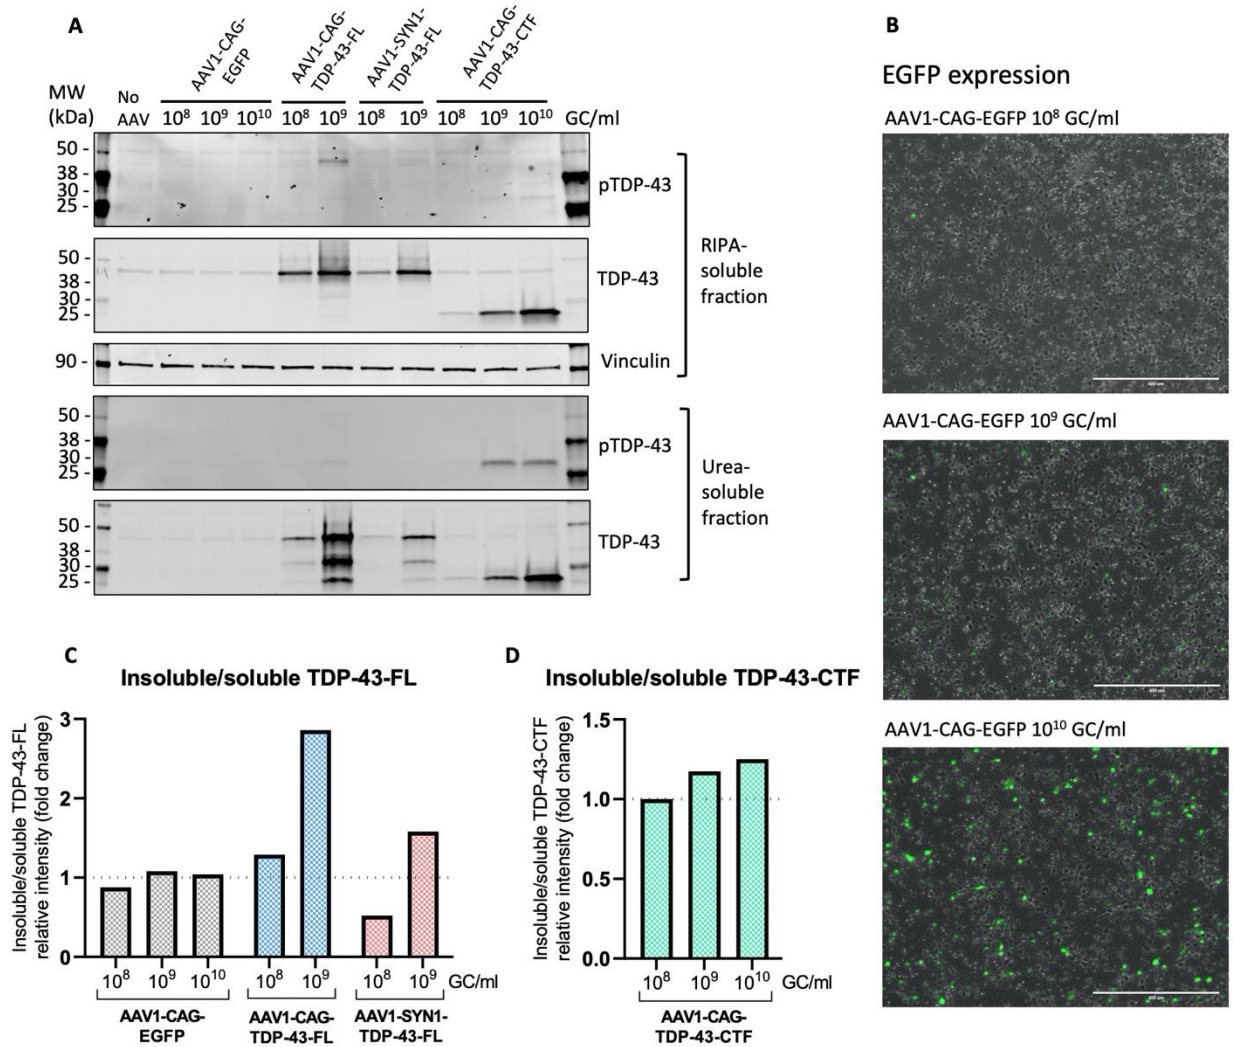 A
AAV1-CAG-
EGFP
AAV1-CAG-
TDP-43-FL
AAV1-SYN1-
TDP-43-FL
AAV1-CAG-
TDP-43-CTF
MW
(kDa)
No
AAV
10⁸ 10⁹ 10¹⁰ 10⁸ 10⁹ 10⁸ 10⁹ 10⁸ 10⁹ 10¹⁰ GC/ml
50 -
38 -
30 -
25 -
pTDP-43
50 -
38 -
30 -
25 -
TDP-43
90 -
Vinculin
RIPA-
soluble
fraction
50 -
38 -
30 -
25 -
pTDP-43
50 -
38 -
30 -
25 -
TDP-43
Urea-
soluble
fraction
B
EGFP expression
AAV1-CAG-EGFP 10⁸ GC/ml
AAV1-CAG-EGFP 10⁹ GC/ml
AAV1-CAG-EGFP 10¹⁰ GC/ml
C
Insoluble/soluble TDP-43-FL
Insoluble/soluble TDP-43-FL
relative intensity (fold change)
3
2
1
0
10⁸ 10⁹ 10¹⁰ 10⁸ 10⁹ 10⁸ 10⁹ GC/ml
AAV1-CAG-
EGFP
AAV1-CAG-
TDP-43-FL
AAV1-SYN1-
TDP-43-FL
D
Insoluble/soluble TDP-43-CTF
Insoluble/soluble TDP-43-CTF
relative intensity (fold change)
1.5
1.0
0.5
0.0
10⁸ 10⁹ 10¹⁰ GC/ml
AAV1-CAG-
TDP-43-CTF